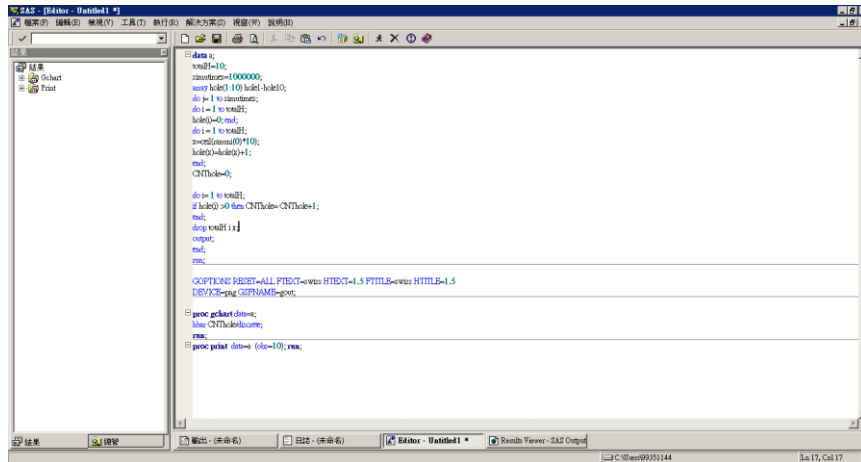 SAS - [Editor - Untitled1 *]
檔案(F) 編輯(E) 檢視(V) 工具(T) 執行(R) 解決方案(S) 視窗(W) 說明(H)
結果
結果
Gchart
Print
data a;
totalH=10;
simutimes=1000000;
array hole(1:10) hole1-hole10;
do j= 1 to simutimes;
do i = 1 to totalH;
hole(i)=0; end;
do i = 1 to totalH;
x=ceil(ranuni(0)*10);
hole(x)=hole(x)+1;
end;
CNThole=0;
do i= 1 to totalH;
if hole(i) >0 then CNThole= CNThole+1;
end;
drop totalH i x;
output;
end;
run;
GOPTIONS RESET=ALL FTEXT=swiss HTEXT=1.5 FTITLE=swiss HTITLE=1.5
DEVICE=png GSFNAME=gout;
proc gchart data=a;
hbar CNThole/discrete;
run;
proc print data=a (obs=10); run;
結果
總管
輸出 - (未命名)
日誌 - (未命名)
Editor - Untitled1 *
Results Viewer - SAS Output
C:\Users\99351144
Ln 17, Col 17